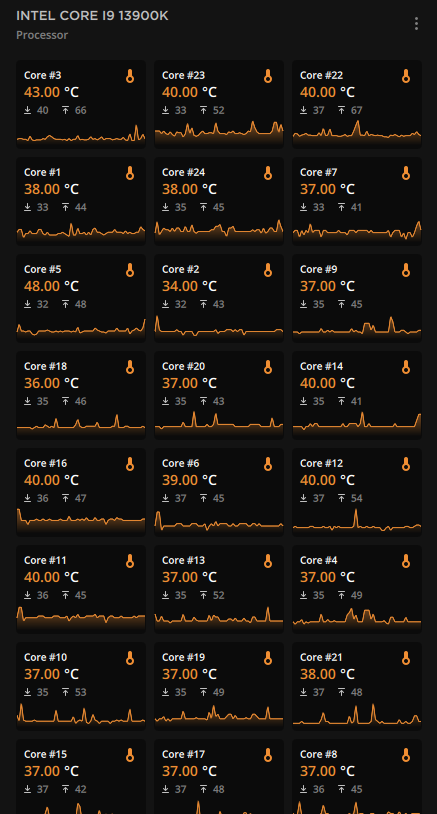 INTEL CORE I9 13900K
Processor
Core #3 Core #23 Core #22
43.00 °C 40.00 °C 40.00 °C
40 66 33 52 37 67
Core #1 Core #24 Core #7
38.00 °C 38.00 °C 37.00 °C
33 44 35 45 33 41
Core #5 Core #2 Core #9
48.00 °C 34.00 °C 37.00 °C
32 48 32 43 35 45
Core #18 Core #20 Core #14
36.00 °C 37.00 °C 40.00 °C
35 46 35 43 35 41
Core #16 Core #6 Core #12
40.00 °C 39.00 °C 40.00 °C
36 47 37 45 37 54
Core #11 Core #13 Core #4
40.00 °C 37.00 °C 37.00 °C
36 45 35 52 35 49
Core #10 Core #19 Core #21
37.00 °C 37.00 °C 38.00 °C
35 53 35 49 37 48
Core #15 Core #17 Core #8
37.00 °C 37.00 °C 37.00 °C
37 42 37 48 36 45